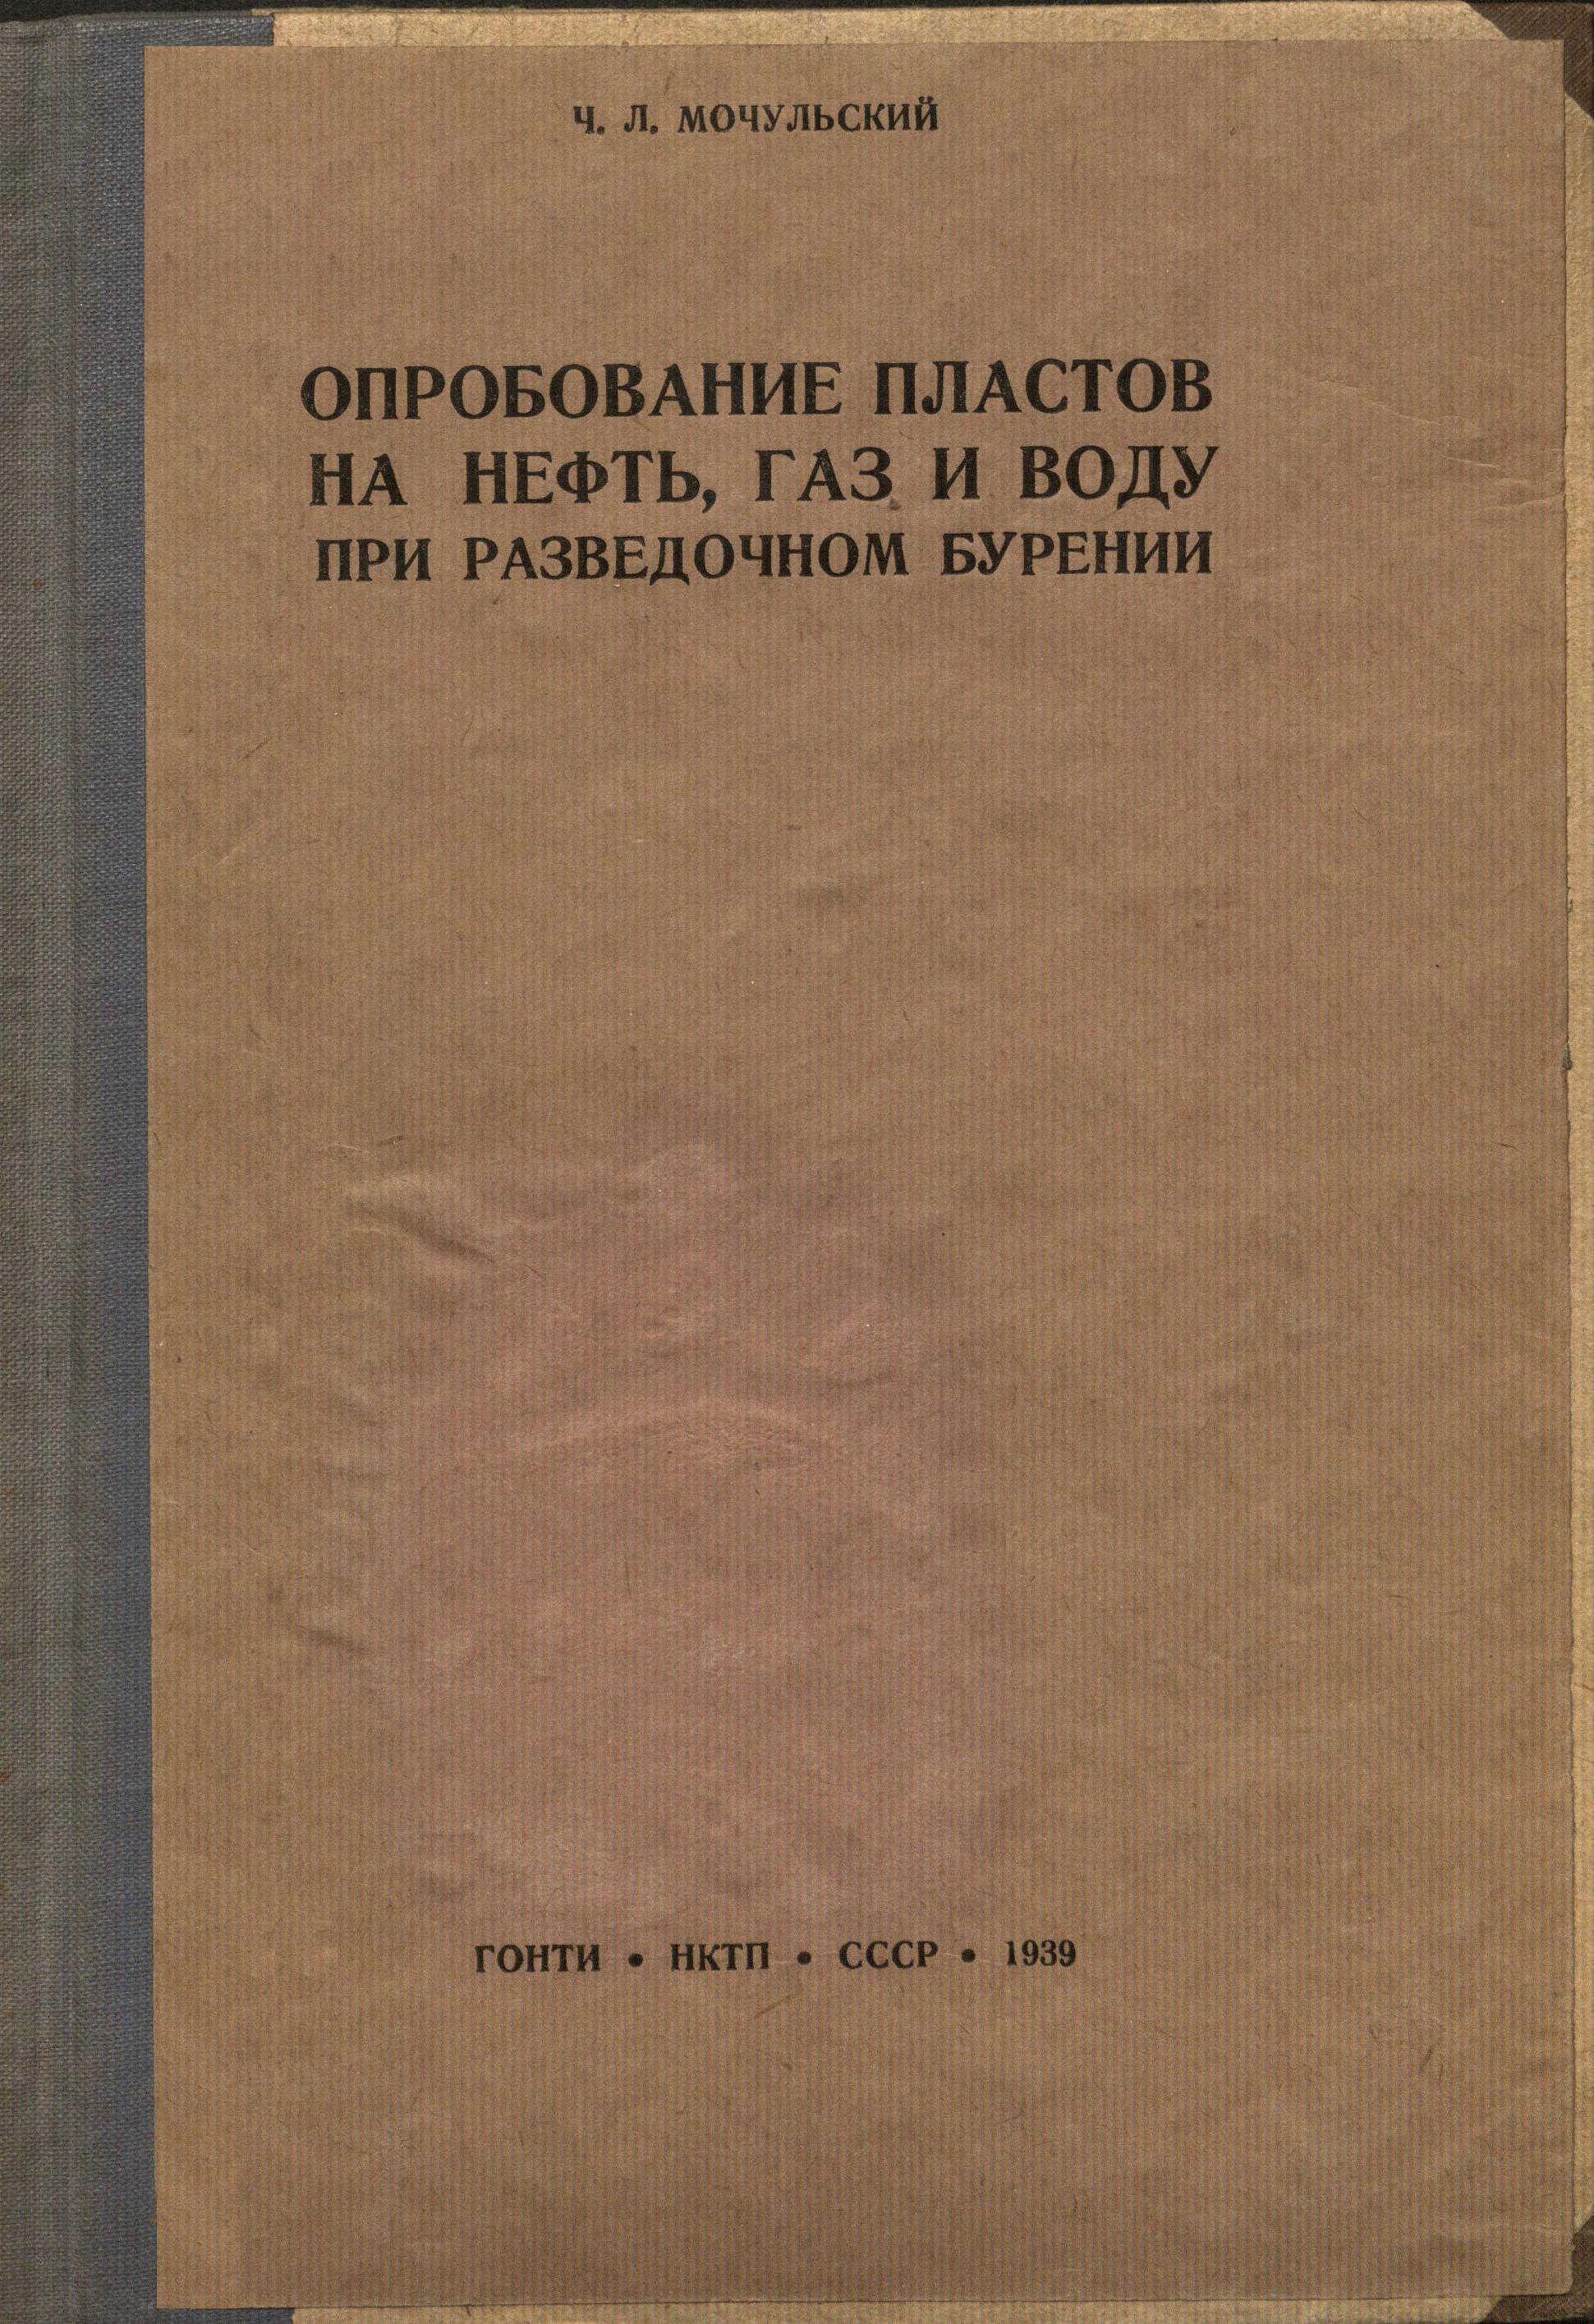 Ч. Л. МОЧУЛЬСКИЙ
ОПРОБОВАНИЕ ПЛАСТОВ
НА НЕФТЬ, ГАЗ И ВОДУ
ПРИ РАЗВЕДОЧНОМ БУРЕНИИ
ГОНТИ • НКТП • СССР • 1939